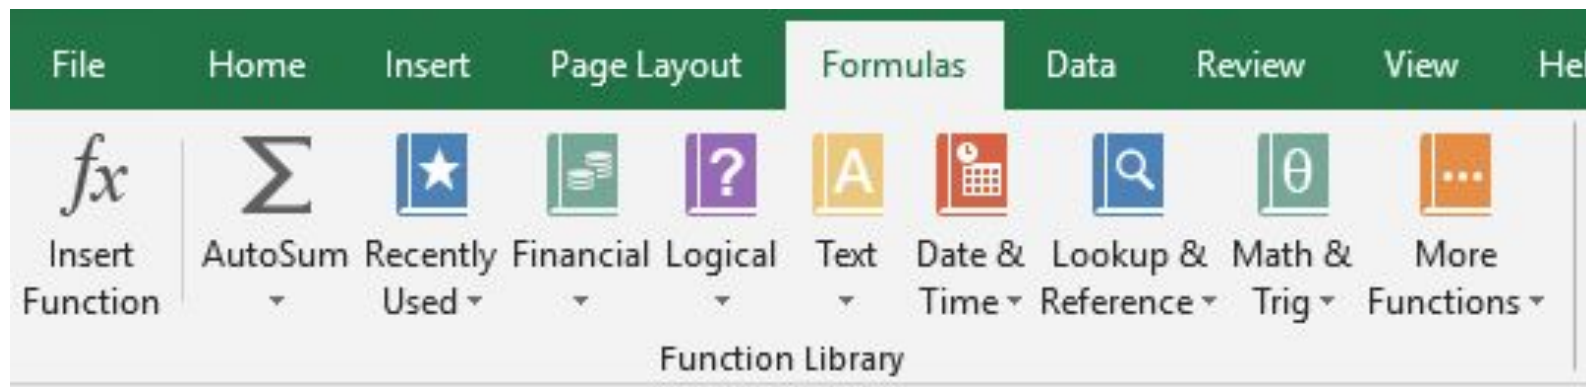 File Home Insert Page Layout Formulas Data Review View Hel
fx Σ ? A θ
Insert AutoSum Recently Financial Logical Text Date & Lookup & Math & More
Function Used Time Reference Trig Functions
Function Library